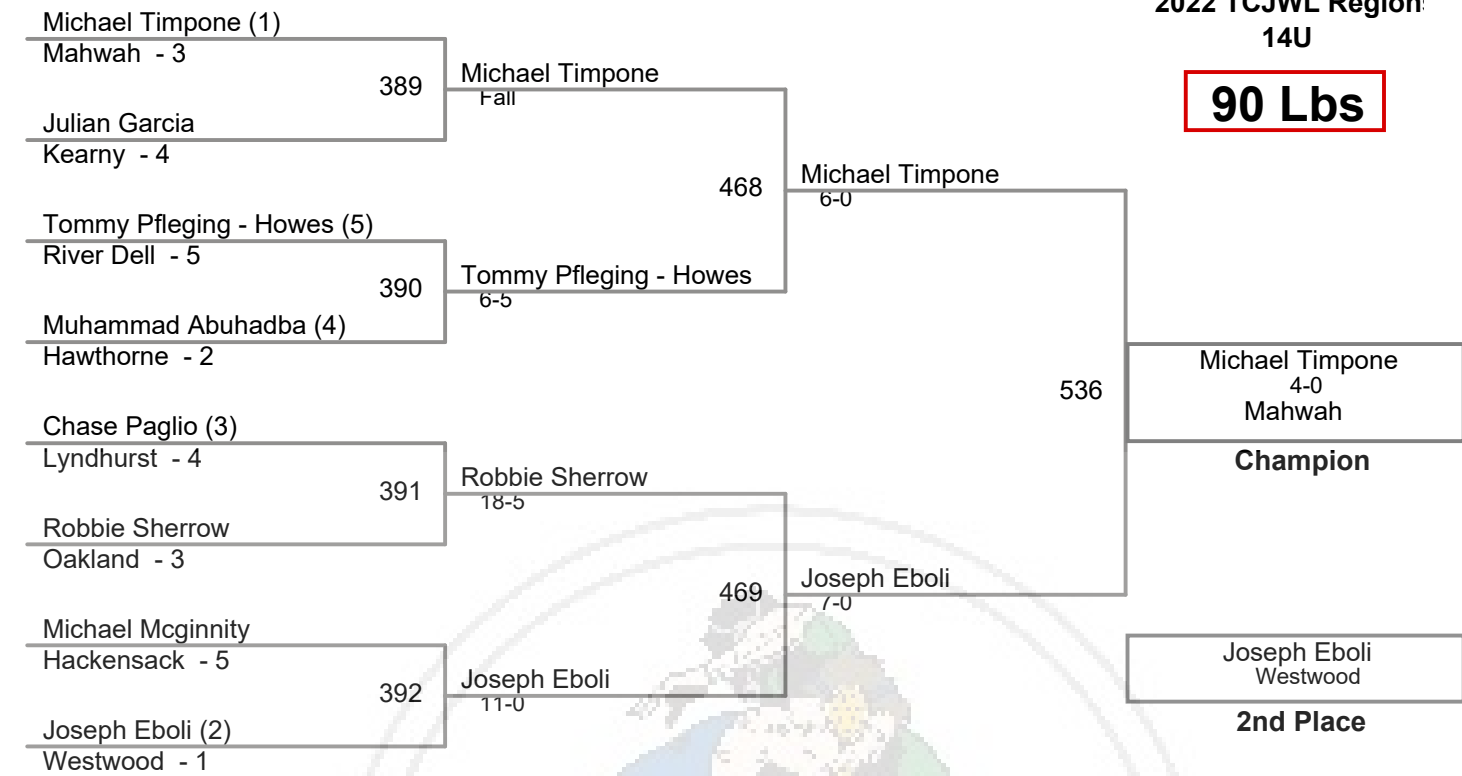 2022 TCJWL
14U
90 Lbs
Michael Timpone (1)
Mahwah - 3
389
Julian Garcia
Kearny - 4
Michael Timpone
Fall
Tommy Pfleging - Howes (5)
River Dell - 5
390
Muhammad Abuhadba (4)
Hawthorne - 2
Tommy Pfleging - Howes
6-5
468
Michael Timpone
6-0
Chase Paglio (3)
Lyndhurst - 4
391
Robbie Sherrow
Oakland - 3
Robbie Sherrow
18-5
Michael Mcginnity
Hackensack - 5
392
Joseph Eboli (2)
Westwood - 1
Joseph Eboli
11-0
469
Joseph Eboli
7-0
536
Michael Timpone
4-0
Mahwah
Champion
Joseph Eboli
Westwood
2nd Place